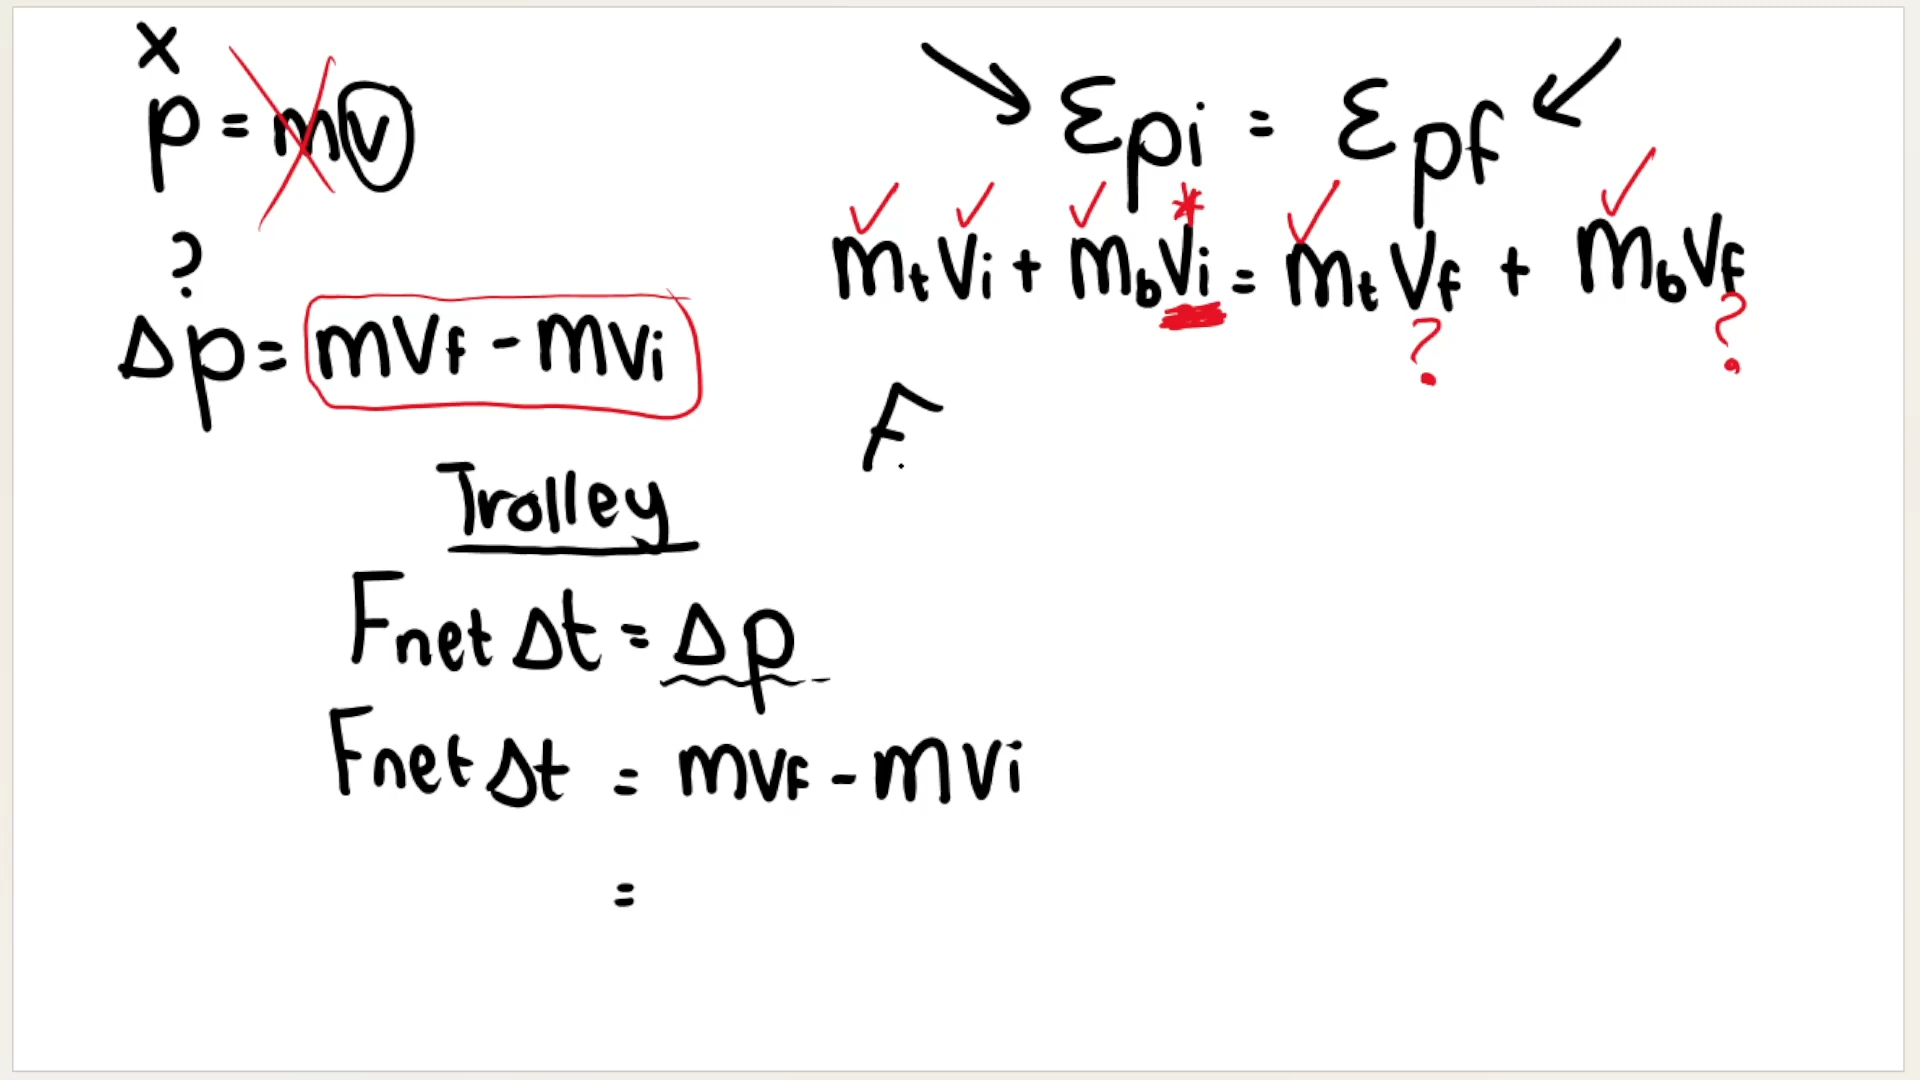 x
p = mv
?
Δp = mvf - mvi
Σpi = Σpf
mtvi + mbvi = mtvf + mbvf
? ?
F
Trolley
Fnet Δt = Δp
Fnet Δt = mvf - mvi
=